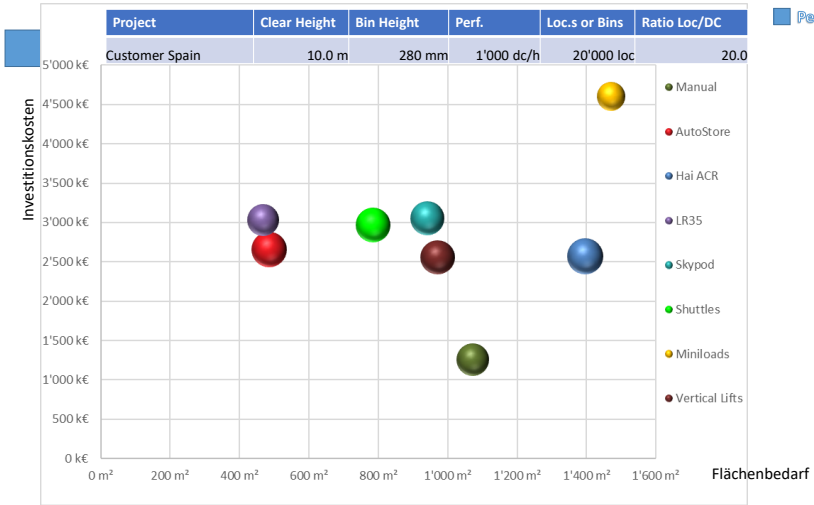 Project Clear Height Bin Height Perf. Loc.s or Bins Ratio Loc/DC
Customer Spain 10.0 m 280 mm 1'000 dc/h 20'000 loc 20.0
Pe
Investitionskosten
5'000 k€
4'500 k€
4'000 k€
3'500 k€
3'000 k€
2'500 k€
2'000 k€
1'500 k€
1'000 k€
500 k€
0 k€
0 m² 200 m² 400 m² 600 m² 800 m² 1'000 m² 1'200 m² 1'400 m² 1'600 m²
Flächenbedarf
Manual
AutoStore
Hai ACR
LR35
Skypod
Shuttles
Miniloads
Vertical Lifts